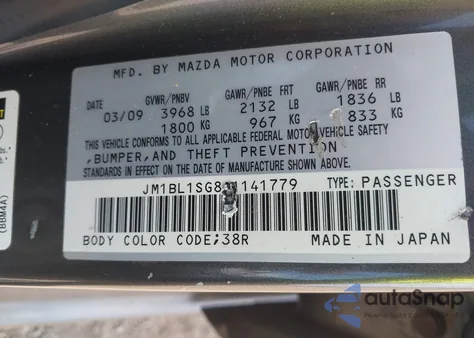 MFD. BY MAZDA MOTOR CORPORATION
GVWR/PNBV GAWR/PNBE FRT GAWR/PNBE RR
03/09 3968 LB 2132 LB 1836 LB
1800 KG 967 KG 833 KG
THIS VEHICLE CONFORMS TO ALL APPLICABLE FEDERAL MOTOR VEHICLE SAFETY
,BUMPER,AND THEFT PREVENTION
STANDARDS IN EFFECT ON THE DATE OF MANUFACTURE SHOWN ABOVE.
TYPE: PASSENGER
BODY COLOR CODE;38R MADE IN JAPAN
(BBM4A)
autoSnap